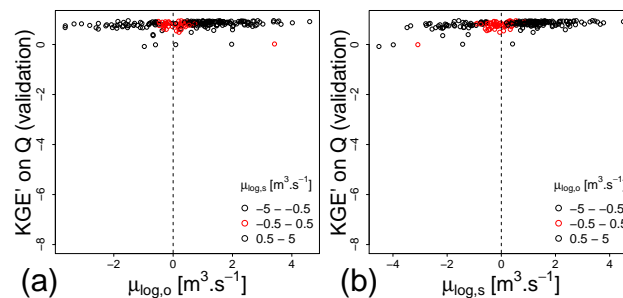 KGE' on Q (validation)
0
−2
−4
−6
−8
μlog,s [m³.s⁻¹]
−5 − −0.5
−0.5 − 0.5
0.5 − 5
−2
0
2
4
(a)
μlog,o [m³.s⁻¹]
KGE' on Q (validation)
0
−2
−4
−6
−8
μlog,o [m³.s⁻¹]
−5 − −0.5
−0.5 − 0.5
0.5 − 5
−4
−2
0
2
4
(b)
μlog,s [m³.s⁻¹]